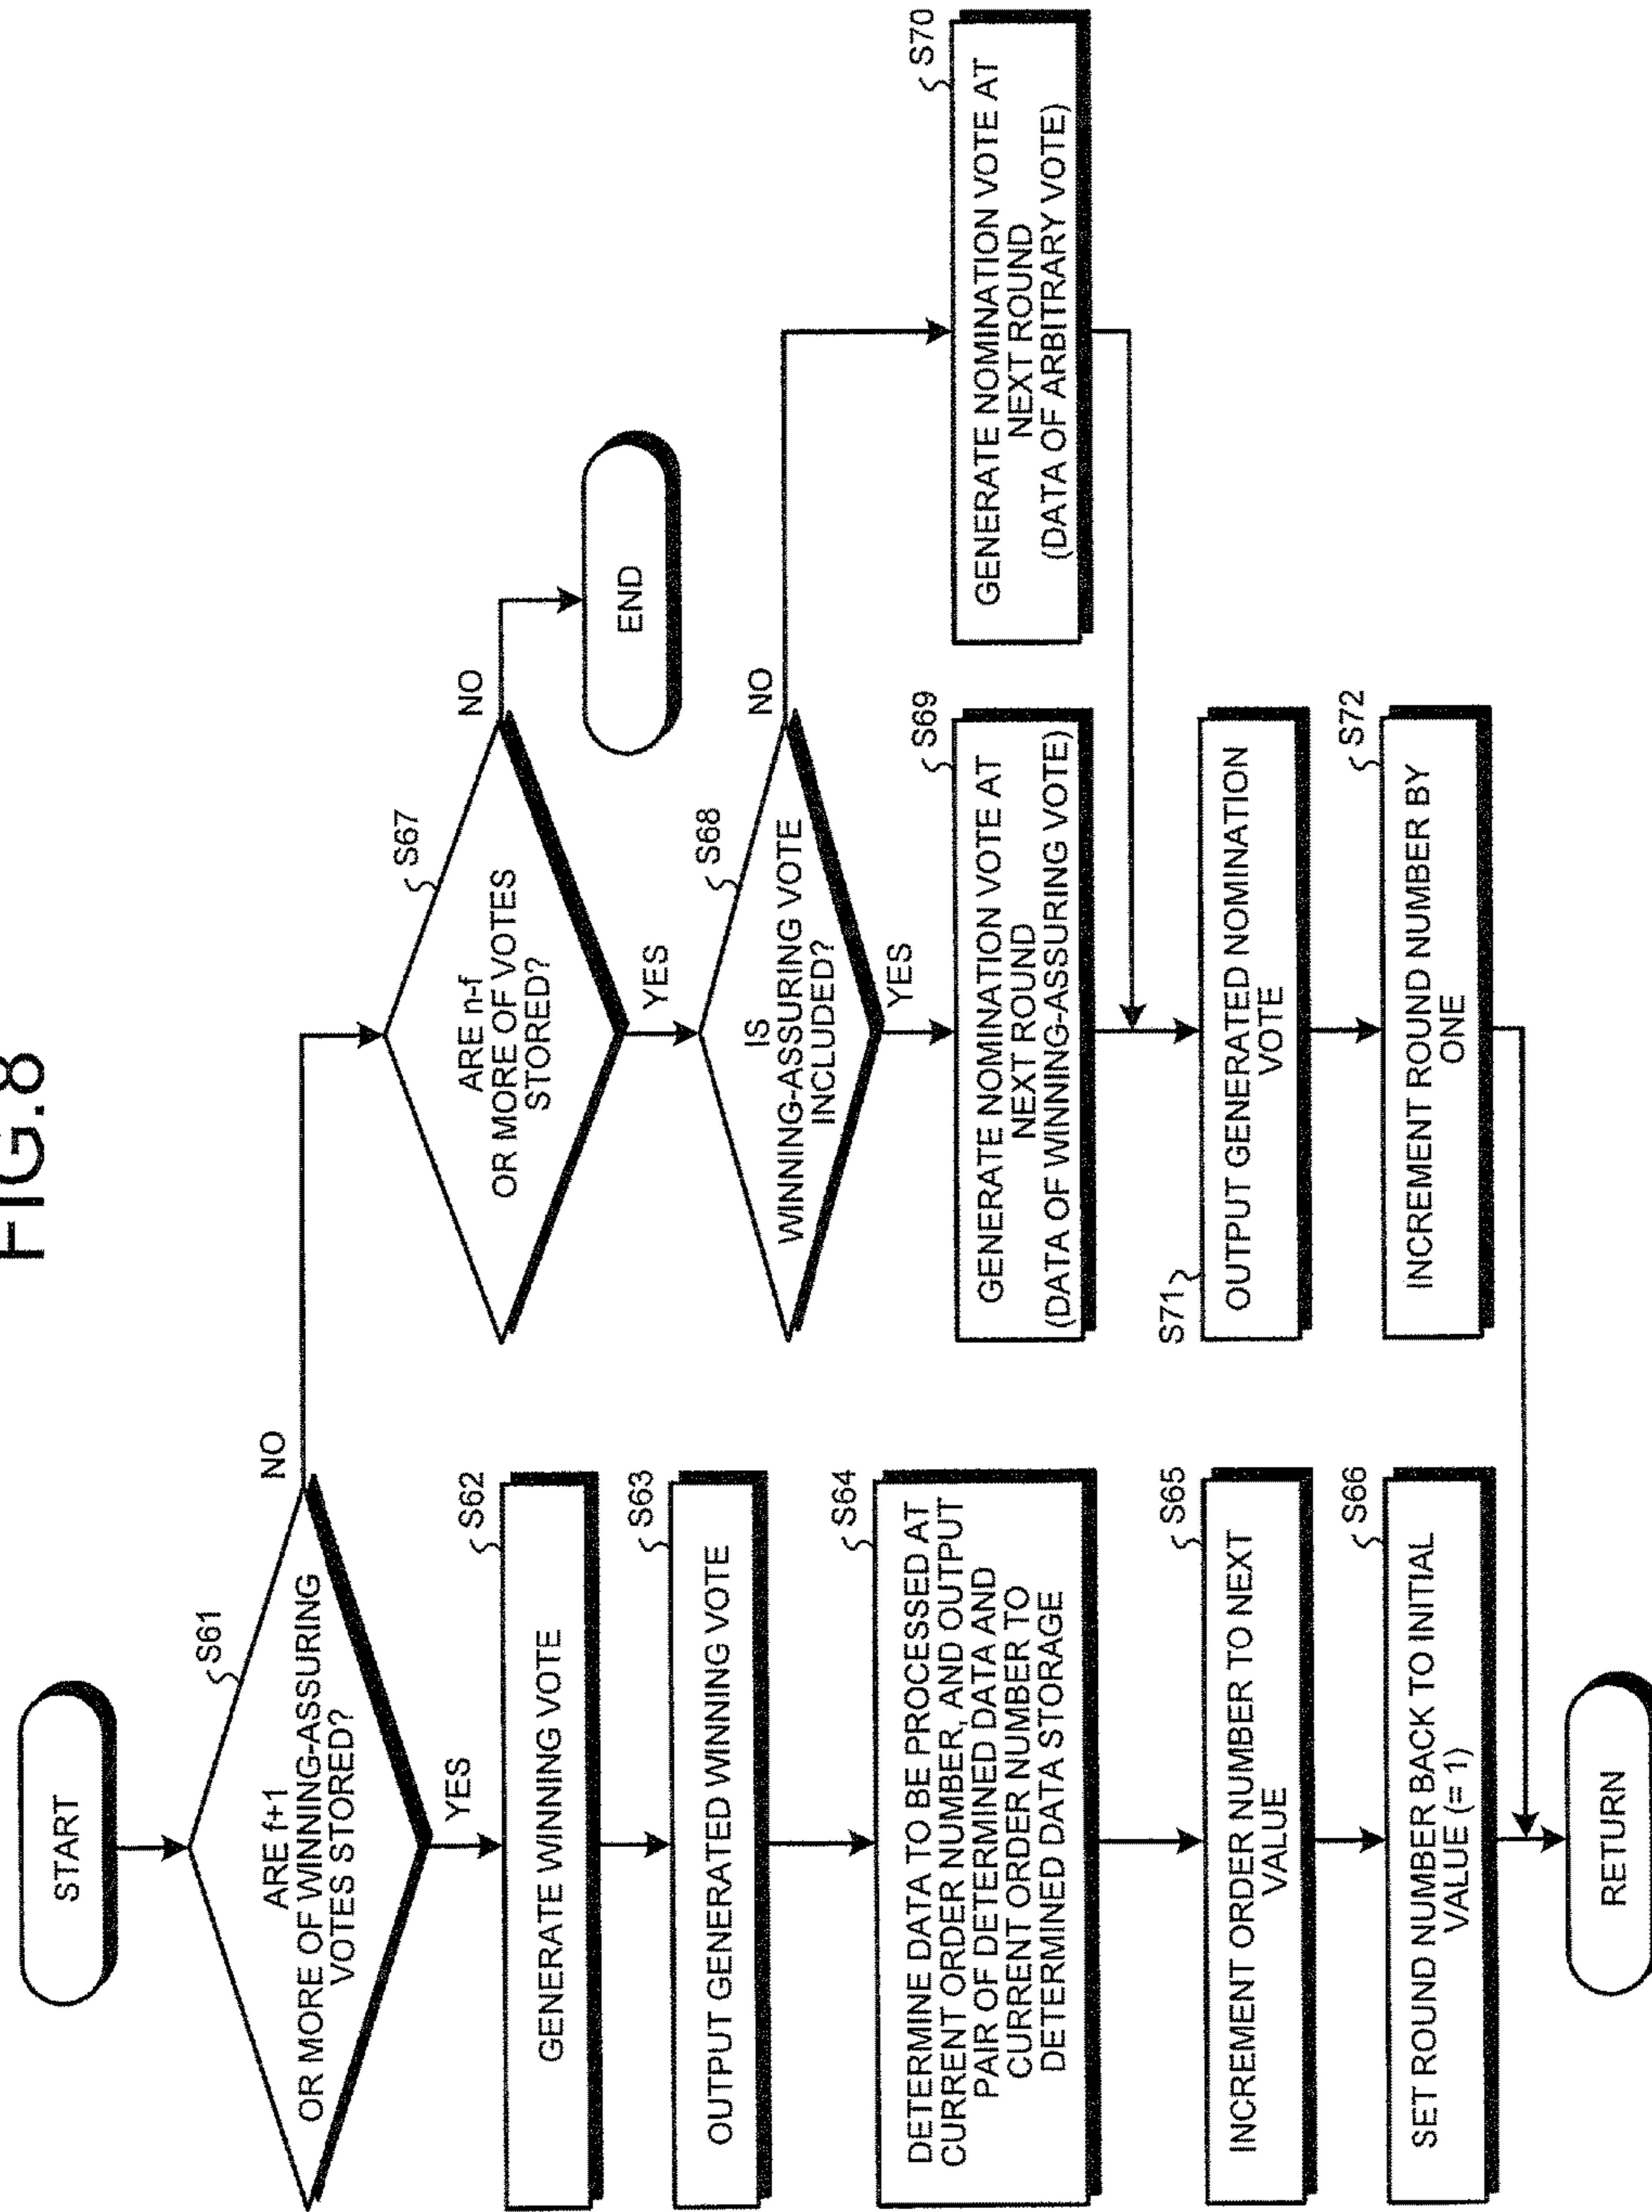 FIG.8
START
S61
ARE f+1
OR MORE OF WINNING-ASSURING
VOTES STORED?
NO
YES
S62
GENERATE WINNING VOTE
S63
OUTPUT GENERATED WINNING VOTE
S64
DETERMINE DATA TO BE PROCESSED AT
CURRENT ORDER NUMBER, AND OUTPUT
PAIR OF DETERMINED DATA AND
CURRENT ORDER NUMBER TO
DETERMINED DATA STORAGE
S65
INCREMENT ORDER NUMBER TO NEXT
VALUE
S66
SET ROUND NUMBER BACK TO INITIAL
VALUE (= 1)
RETURN
S67
ARE n-f
OR MORE OF VOTES
STORED?
NO
END
YES
S68
IS
WINNING-ASSURING VOTE
INCLUDED?
NO
YES
S69
GENERATE NOMINATION VOTE AT
NEXT ROUND
(DATA OF WINNING-ASSURING VOTE)
S70
GENERATE NOMINATION VOTE AT
NEXT ROUND
(DATA OF ARBITRARY VOTE)
S71
OUTPUT GENERATED NOMINATION
VOTE
S72
INCREMENT ROUND NUMBER BY
ONE